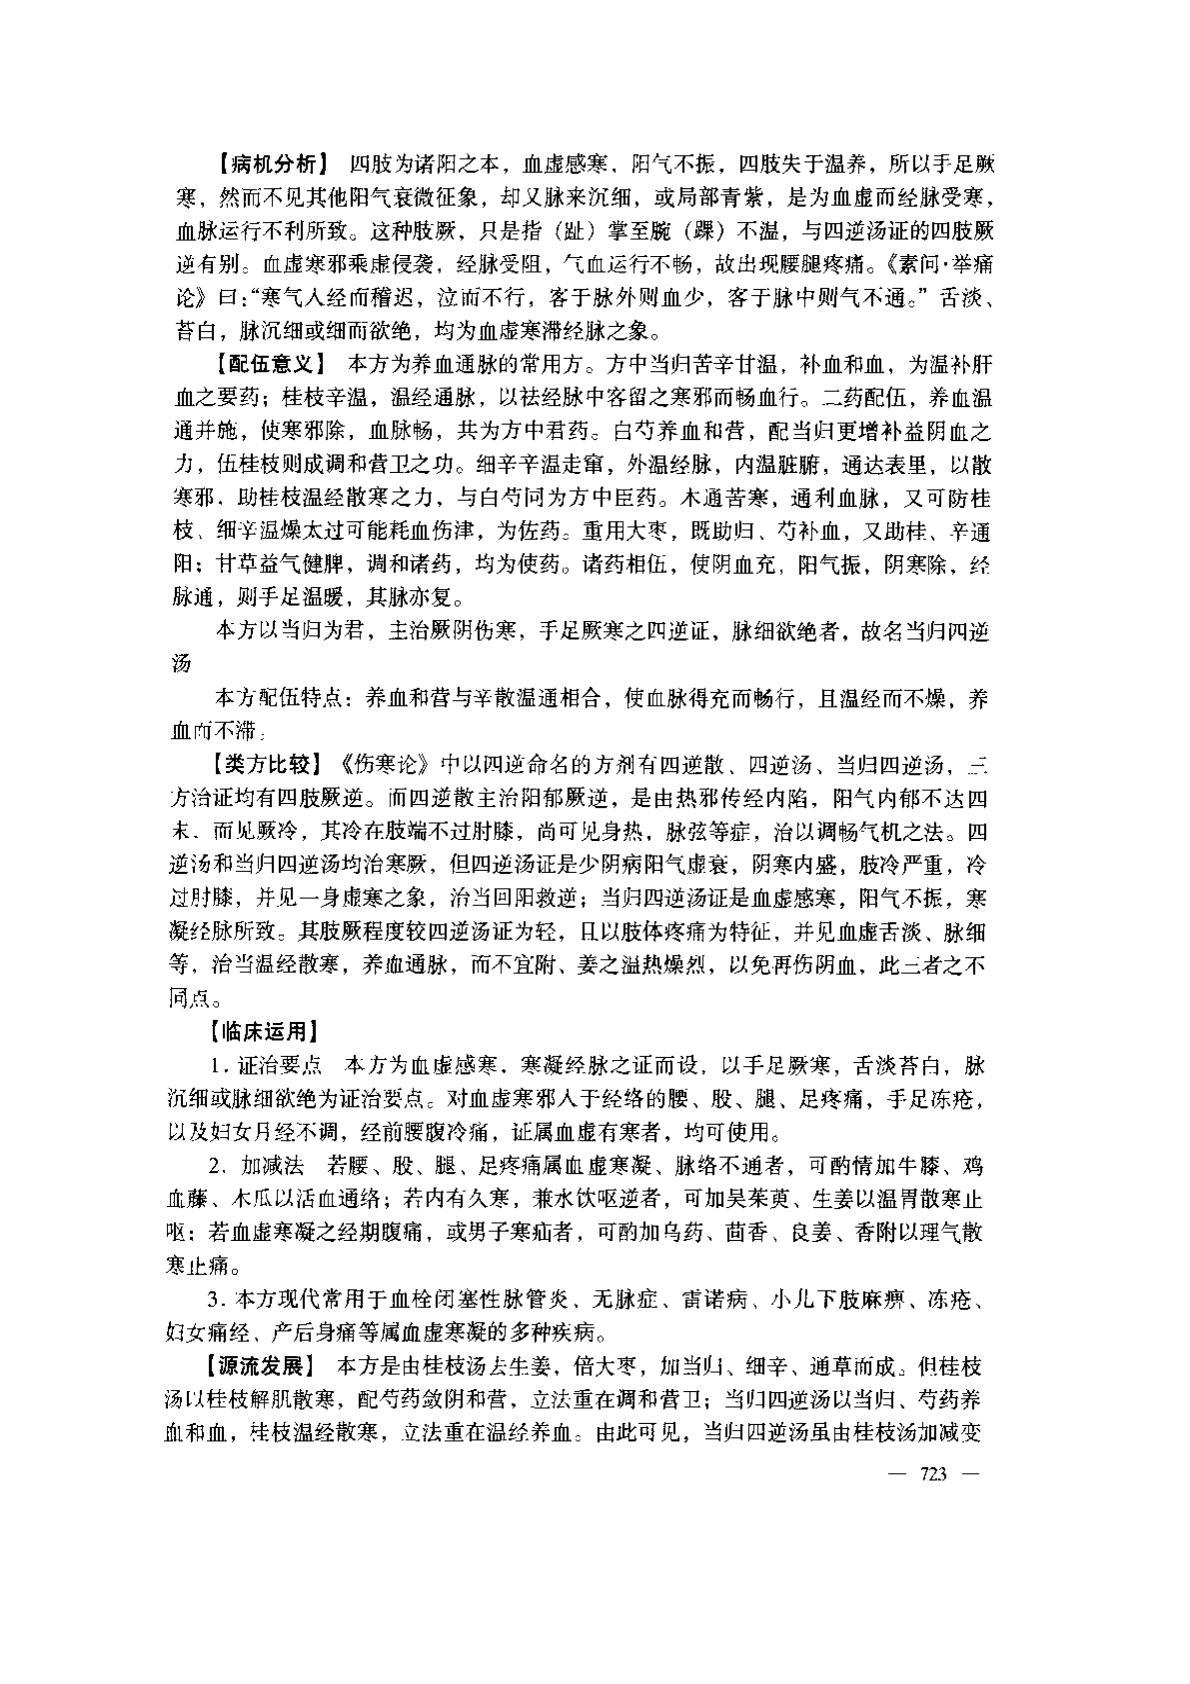 【病机分析】 四肢为诸阳之本，血虚感寒，阳气不振，四肢失于温养，所以手足厥
寒，然而不见其他阳气衰微征象，却又脉来沉细，或局部青紫，是为血虚而经脉受寒，
血脉运行不利所致。这种肢厥，只是指（趾）掌至腕（踝）不温，与四逆汤证的四肢厥
逆有别。血虚寒邪乘虚侵袭，经脉受阻，气血运行不畅，故出现腰腿疼痛。《素问·举痛
论》曰：“寒气人经而稽迟，泣而不行，客于脉外则血少，客于脉中则气不通。”舌淡、
苔白，脉沉细或细而欲绝，均为血虚寒滞经脉之象。
【配伍意义】 本方为养血通脉的常用方。方中当归苦辛甘温，补血和血，为温补肝
血之要药；桂枝辛温，温经通脉，以祛经脉中客留之寒邪而畅血行。二药配伍，养血温
通并施，使寒邪除，血脉畅，共为方中君药。白芍养血和营，配当归更增补益阴血之
力，伍桂枝则成调和营卫之功。细辛辛温走窜，外温经脉，内温脏腑，通达表里，以散
寒邪，助桂枝温经散寒之力，与白芍同为方中臣药。木通苦寒，通利血脉，又可防桂
枝、细辛温燥太过可能耗血伤津，为佐药。重用大枣，既助归、芍补血，又助桂、辛通
阳；甘草益气健脾，调和诸药，均为使药。诸药相伍，使阴血充，阳气振，阴寒除，经
脉通，则手足温暖，其脉亦复。
本方以当归为君，主治厥阴伤寒，手足厥寒之四逆证，脉细欲绝者，故名当归四逆
汤
本方配伍特点：养血和营与辛散温通相合，使血脉得充而畅行，且温经而不燥，养
血而不滞。
【类方比较】《伤寒论》中以四逆命名的方剂有四逆散、四逆汤、当归四逆汤，三
方治证均有四肢厥逆。而四逆散主治阳郁厥逆，是由热邪传经内陷，阳气内郁不达四
末，而见厥冷，其冷在肢端不过肘膝，尚可见身热，脉弦等症，治以调畅气机之法。四
逆汤和当归四逆汤均治寒厥，但四逆汤证是少阴病阳气虚衰，阴寒内盛，肢冷严重，冷
过肘膝，并见一身虚寒之象，治当回阳救逆；当归四逆汤证是血虚感寒，阳气不振，寒
凝经脉所致。其肢厥程度较四逆汤证为轻，且以肢体疼痛为特征，并见血虚舌淡、脉细
等，治当温经散寒，养血通脉，而不宜附、姜之温热燥烈，以免再伤阴血，此三者之不
同点。
【临床运用】
1. 证治要点 本方为血虚感寒，寒凝经脉之证而设，以手足厥寒，舌淡苔白，脉
沉细或脉细欲绝为证治要点。对血虚寒邪人于经络的腰、股、腿、足疼痛，手足冻疮，
以及妇女月经不调，经前腰腹冷痛，证属血虚有寒者，均可使用。
2. 加减法 若腰、股、腿、足疼痛属血虚寒凝、脉络不通者，可酌情加牛膝、鸡
血藤、木瓜以活血通络；若内有久寒，兼水饮呕逆者，可加吴茱萸、生姜以温胃散寒止
呕；若血虚寒凝之经期腹痛，或男子寒疝者，可酌加乌药、茴香、良姜、香附以理气散
寒止痛。
3. 本方现代常用于血栓闭塞性脉管炎、无脉症、雷诺病、小儿下肢麻痹、冻疮、
妇女痛经、产后身痛等属血虚寒凝的多种疾病。
【源流发展】 本方是由桂枝汤去生姜，倍大枣，加当归、细辛、通草而成。但桂枝
汤以桂枝解肌散寒，配芍药敛阴和营，立法重在调和营卫；当归四逆汤以当归、芍药养
血和血，桂枝温经散寒，立法重在温经养血。由此可见，当归四逆汤虽由桂枝汤加减变
— 723 —